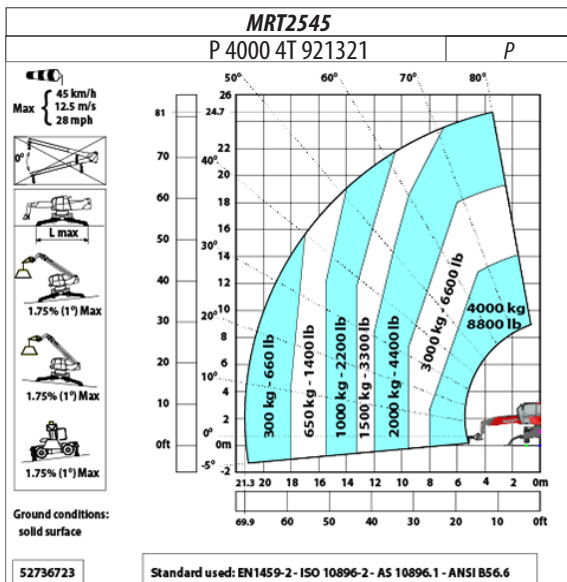 MRT2545
P 4000 4T 921321
P
Max { 45 km/h
12.5 m/s
28 mph
0°
L max
1.75% (1°) Max
1.75% (1°) Max
1.75% (1°) Max
Ground conditions:
solid surface
52736723
50° 60° 70° 80°
40°
30°
20°
10°
0°
-5°
81
70
60
50
40
30
20
10
0ft
26
24.7
22
20
18
16
14
12
10
8
6
4
2
0m
-2
300 kg - 660 lb
650 kg - 1400 lb
1000 kg - 2200 lb
1500 kg - 3300 lb
2000 kg - 4400 lb
3000 kg - 6600 lb
4000 kg
8800 lb
21.3 20 18 16 14 12 10 8 6 4 2 0m
69.9 60 50 40 30 20 10 0ft
Standard used: EN1459-2 - ISO 10896-2 - AS 10896.1 - ANSI B56.6